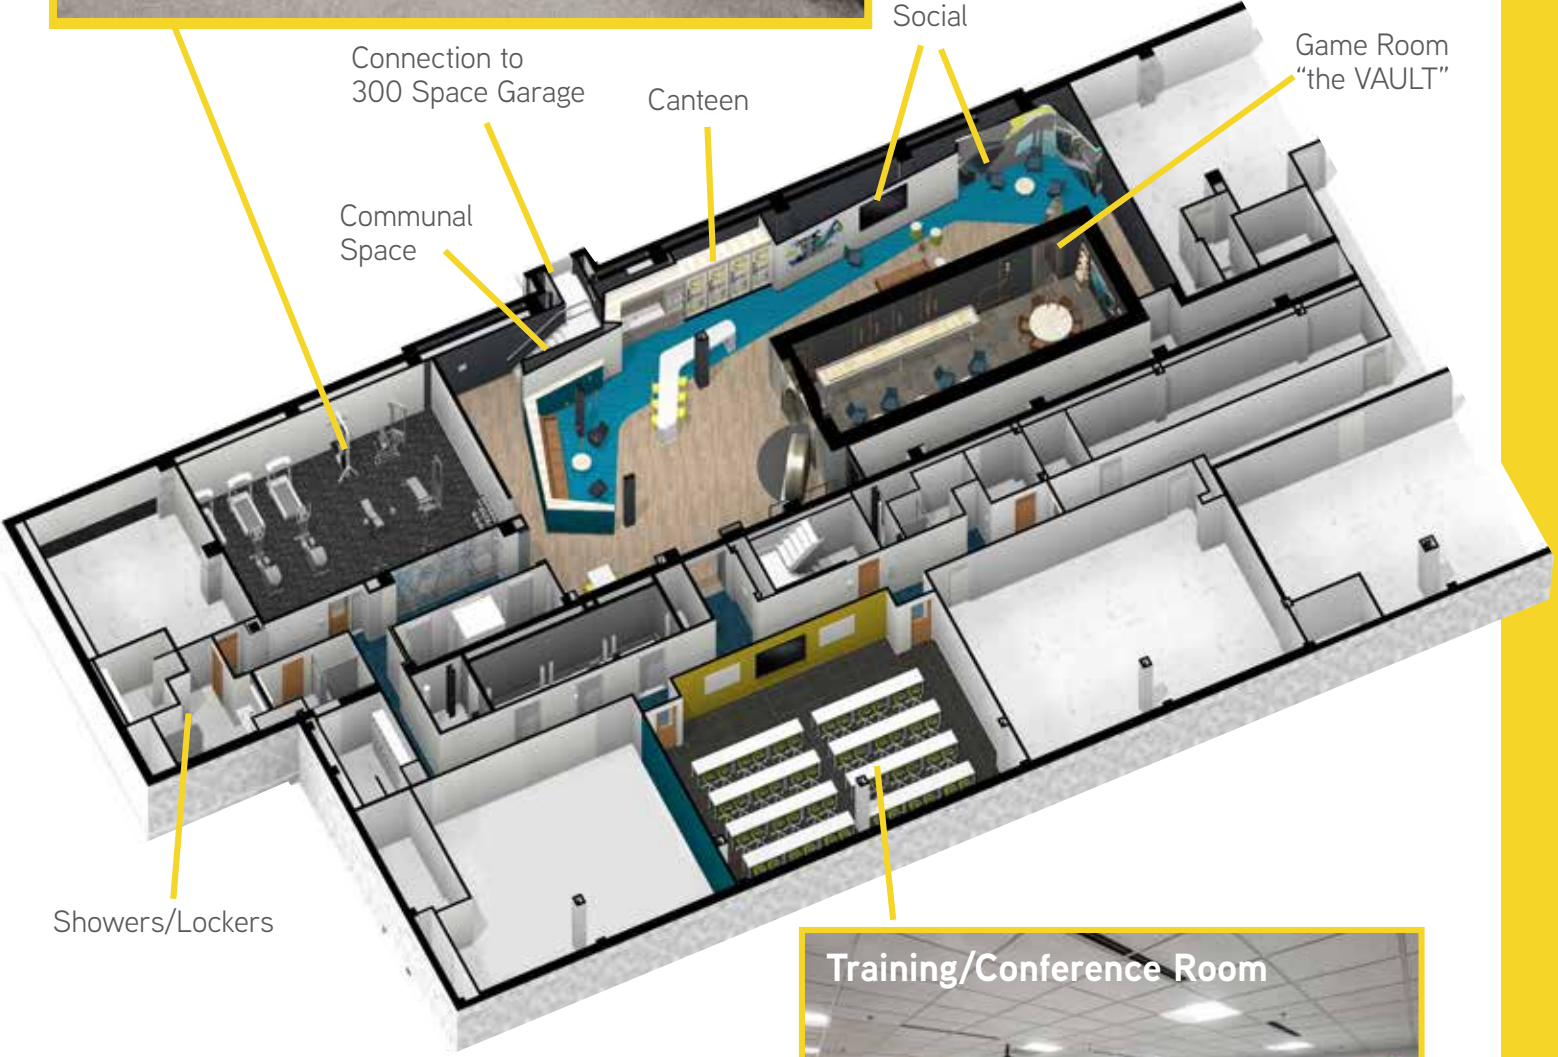 Social
Connection to
300 Space Garage
Game Room
“the VAULT”
Canteen
Communal
Space
Showers/Lockers
Training/Conference Room